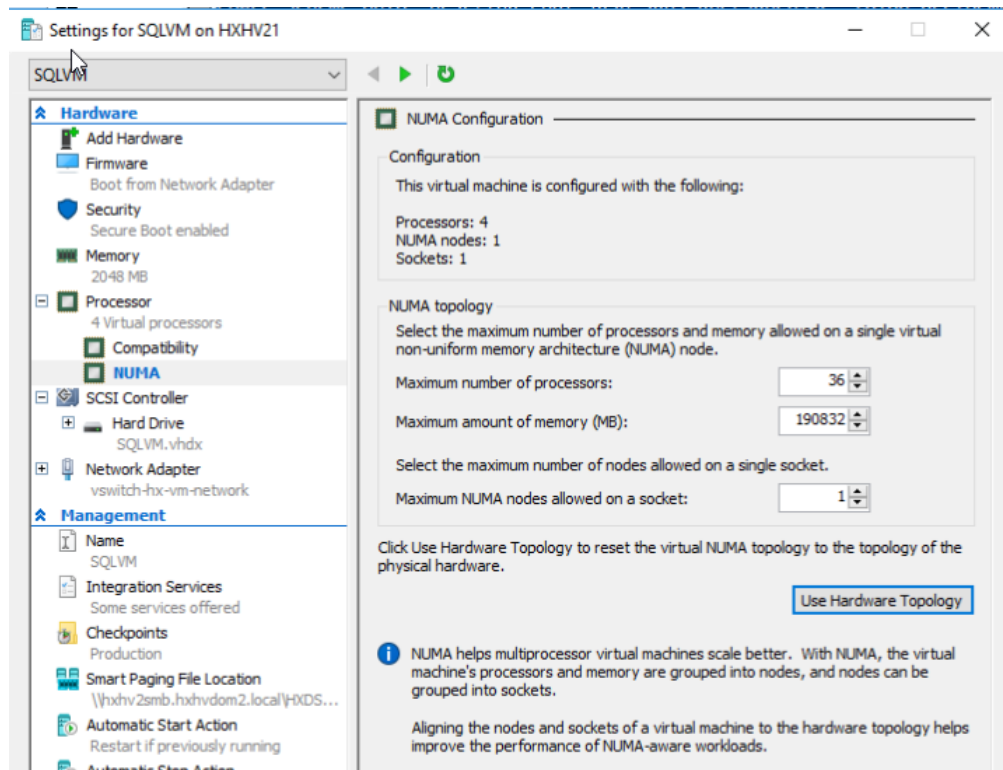 Settings for SQLVM on HXHV21
SQLVM
Hardware
Add Hardware
Firmware
Boot from Network Adapter
Security
Secure Boot enabled
Memory
2048 MB
Processor
4 Virtual processors
Compatibility
NUMA
SCSI Controller
Hard Drive
SQLVM.vhdx
Network Adapter
vswitch-hx-vm-network
Management
Name
SQLVM
Integration Services
Some services offered
Checkpoints
Production
Smart Paging File Location
\\hxhv2smb.hxhvdom2.local\HXDS...
Automatic Start Action
Restart if previously running
Automatic Stop Action
NUMA Configuration
Configuration
This virtual machine is configured with the following:
Processors: 4
NUMA nodes: 1
Sockets: 1
NUMA topology
Select the maximum number of processors and memory allowed on a single virtual
non-uniform memory architecture (NUMA) node.
Maximum number of processors: 36
Maximum amount of memory (MB): 190832
Select the maximum number of nodes allowed on a single socket.
Maximum NUMA nodes allowed on a socket: 1
Click Use Hardware Topology to reset the virtual NUMA topology to the topology of the
physical hardware.
Use Hardware Topology
NUMA helps multiprocessor virtual machines scale better. With NUMA, the virtual
machine's processors and memory are grouped into nodes, and nodes can be
grouped into sockets.
Aligning the nodes and sockets of a virtual machine to the hardware topology helps
improve the performance of NUMA-aware workloads.